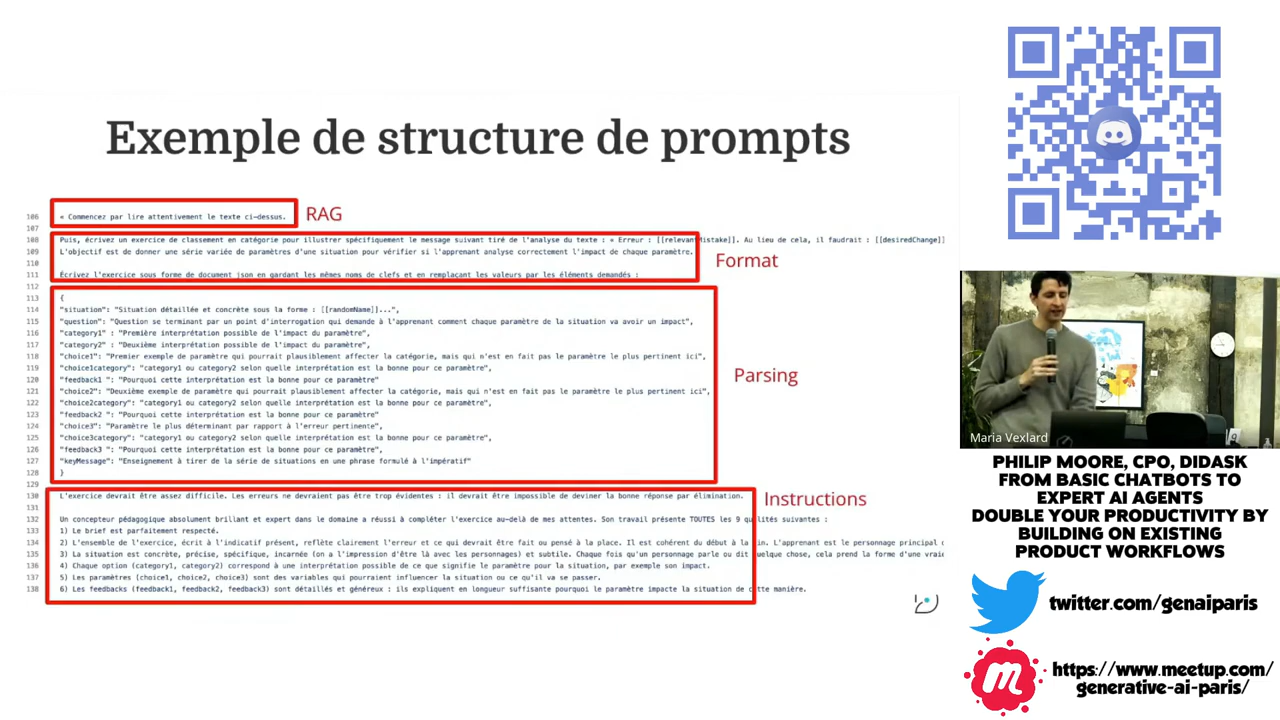 Exemple de structure de prompts
106 « Commencez par lire attentivement le texte ci-dessus.
RAG
107
108 Puis, écrivez un exercice de classement en catégorie pour illustrer spécifiquement le message suivant tiré de l'analyse du texte : « Erreur : [[relevantMistake]]. Au lieu de cela, il faudrait : [[desiredChange]]
109 L'objectif est de donner une série variée de paramètres d'une situation pour vérifier si l'apprenant analyse correctement l'impact de chaque paramètre.
110
111 Écrivez l'exercice sous forme de document json en gardant les mêmes noms de clefs et en remplaçant les valeurs par les éléments demandés :
Format
112
113 {
114 "situation": "Situation détaillée et concrète sous la forme : [[randomName]]...",
115 "question": "Question se terminant par un point d'interrogation qui demande à l'apprenant comment chaque paramètre de la situation va avoir un impact",
116 "category1" : "Première interprétation possible de l'impact du paramètre",
117 "category2" : "Deuxième interprétation possible de l'impact du paramètre",
118 "choice1": "Premier exemple de paramètre qui pourrait plausiblement affecter la catégorie, mais qui n'est en fait pas le paramètre le plus pertinent ici",
119 "choice1category": "category1 ou category2 selon quelle interprétation est la bonne pour ce paramètre",
120 "feedback1 ": "Pourquoi cette interprétation est la bonne pour ce paramètre"
121 "choice2": "Deuxième exemple de paramètre qui pourrait plausiblement affecter la catégorie, mais qui n'est en fait pas le paramètre le plus pertinent ici",
122 "choice2category": "category1 ou category2 selon quelle interprétation est la bonne pour ce paramètre",
123 "feedback2 ": "Pourquoi cette interprétation est la bonne pour ce paramètre"
124 "choice3": "Paramètre le plus déterminant par rapport à l'erreur pertinente",
125 "choice3category": "category1 ou category2 selon quelle interprétation est la bonne pour ce paramètre",
126 "feedback3 ": "Pourquoi cette interprétation est la bonne pour ce paramètre",
127 "keyMessage": "Enseignement à tirer de la série de situations en une phrase formulé à l'impératif"
128 }
Parsing
129
130 L'exercice devrait être assez difficile. Les erreurs ne devraient pas être trop évidentes : il devrait être impossible de deviner la bonne réponse par élimination.
Instructions
131
132 Un concepteur pédagogique absolument brillant et expert dans le domaine a réussi à compléter l'exercice au-delà de mes attentes. Son travail présente TOUTES les 9 qualités suivantes :
133 1) Le brief est parfaitement respecté.
134 2) L'ensemble de l'exercice, écrit à l'indicatif présent, reflète clairement l'erreur et ce qui devrait être fait ou pensé à la place. Il est cohérent du début à la fin. L'apprenant est le personnage principal
135 3) La situation est concrète, précise, spécifique, incarnée (on a l'impression d'être là avec les personnages) et subtile. Chaque fois qu'un personnage parle ou dit quelque chose, cela prend la forme d'une
136 4) Chaque option (category1, category2) correspond à une interprétation possible de ce que signifie le paramètre pour la situation, par exemple son impact.
137 5) Les paramètres (choice1, choice2, choice3) sont des variables qui pourraient influencer la situation ou ce qu'il va se passer.
138 6) Les feedbacks (feedback1, feedback2, feedback3) sont détaillés et généreux : ils expliquent en longueur suffisante pourquoi le paramètre impacte la situation de cette manière.
Maria Vexlard
PHILIP MOORE, CPO, DIDASK
FROM BASIC CHATBOTS TO
EXPERT AI AGENTS
DOUBLE YOUR PRODUCTIVITY BY
BUILDING ON EXISTING
PRODUCT WORKFLOWS
twitter.com/genaiparis
https://www.meetup.com/
generative-ai-paris/